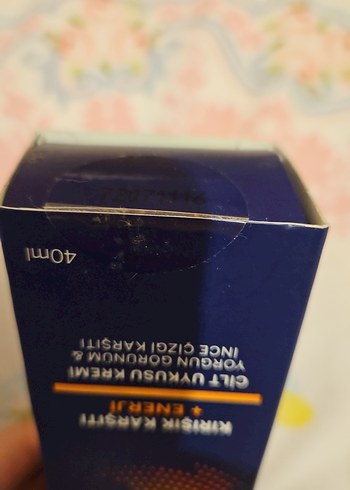 KIRIŞIK KARŞITI
+ ENERJİ
CİLT UYKUSU KREMİ
YORGUN GÖRÜNÜM &
İNCE ÇİZGİ KARŞITI
40ml